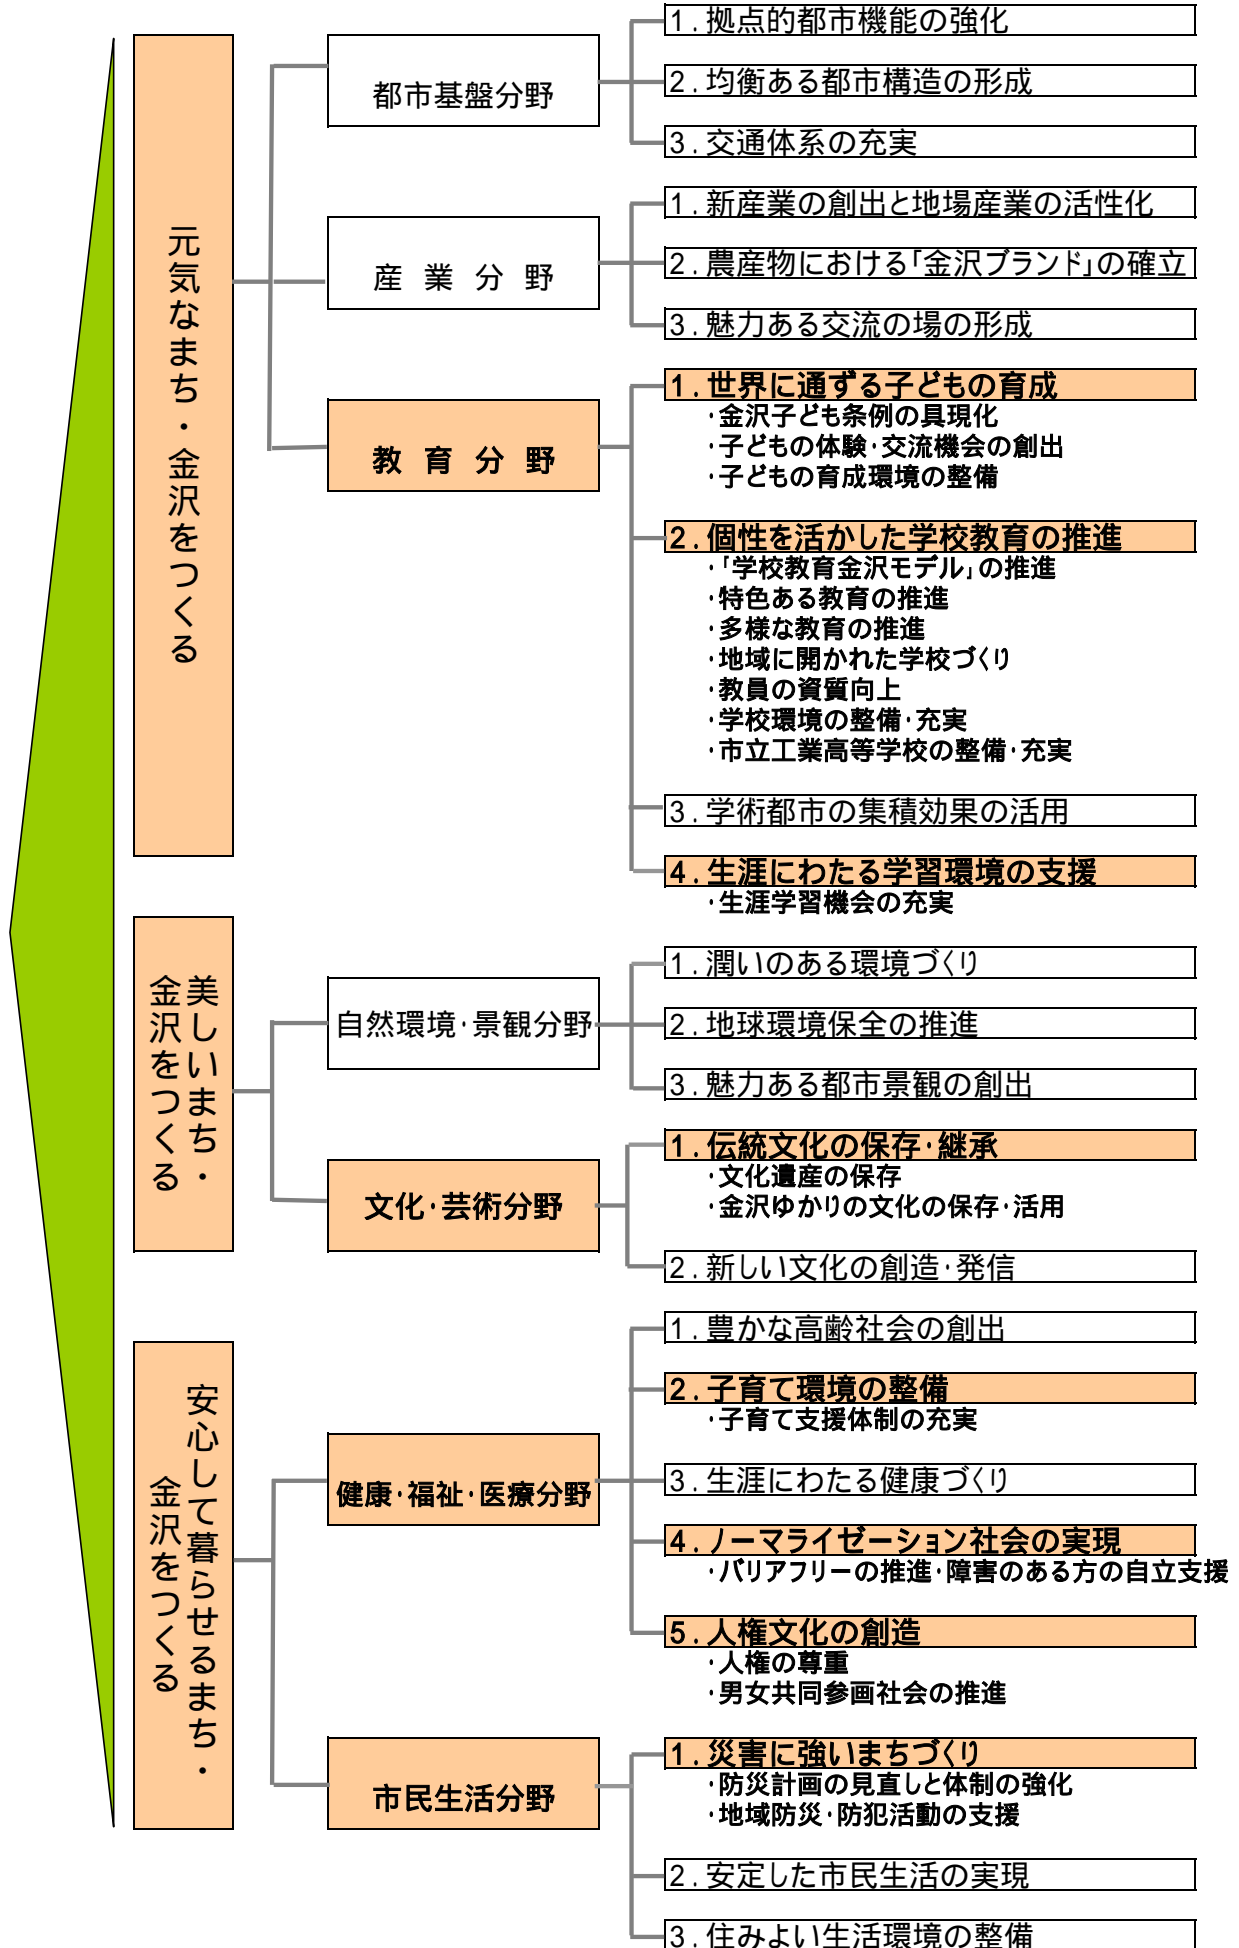 元気なまち・金沢をつくる
都市基盤分野
1.拠点的都市機能の強化
2.均衡ある都市構造の形成
3.交通体系の充実
産業分野
1.新産業の創出と地場産業の活性化
2.農産物における「金沢ブランド」の確立
3.魅力ある交流の場の形成
教育分野
1.世界に通ずる子どもの育成
・金沢子ども条例の具現化
・子どもの体験・交流機会の創出
・子どもの育成環境の整備
2.個性を活かした学校教育の推進
・「学校教育金沢モデル」の推進
・特色ある教育の推進
・多様な教育の推進
・地域に開かれた学校づくり
・教員の資質向上
・学校環境の整備・充実
・市立工業高等学校の整備・充実
3.学術都市の集積効果の活用
4.生涯にわたる学習環境の支援
・生涯学習機会の充実
美しいまち・
金沢をつくる
自然環境・景観分野
1.潤いのある環境づくり
2.地球環境保全の推進
3.魅力ある都市景観の創出
文化・芸術分野
1.伝統文化の保存・継承
・文化遺産の保存
・金沢ゆかりの文化の保存・活用
2.新しい文化の創造・発信
安心して暮らせるまち・
金沢をつくる
健康・福祉・医療分野
1.豊かな高齢社会の創出
2.子育て環境の整備
・子育て支援体制の充実
3.生涯にわたる健康づくり
4.ノーマライゼーション社会の実現
・バリアフリーの推進・障害のある方の自立支援
5.人権文化の創造
・人権の尊重
・男女共同参画社会の推進
市民生活分野
1.災害に強いまちづくり
・防災計画の見直しと体制の強化
・地域防災・防犯活動の支援
2.安定した市民生活の実現
3.住みよい生活環境の整備